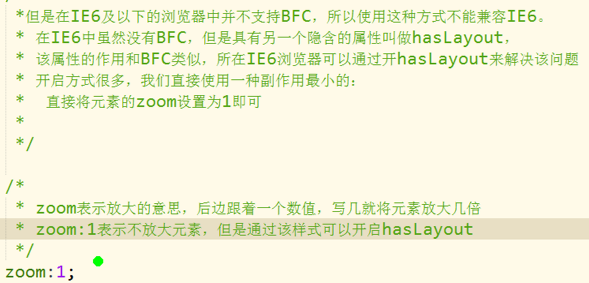 *但是在IE6及以下的浏览器中并不支持BFC，所以使用这种方式不能兼容IE6。
* 在IE6中虽然没有BFC，但是具有另一个隐含的属性叫做hasLayout，
* 该属性的作用和BFC类似，所在IE6浏览器可以通过开hasLayout来解决该问题
* 开启方式很多，我们直接使用一种副作用最小的：
* 直接将元素的zoom设置为1即可
*
*/
/*
* zoom表示放大的意思，后边跟着一个数值，写几就将元素放大几倍
* zoom:1表示不放大元素，但是通过该样式可以开启hasLayout
*/
zoom:1;